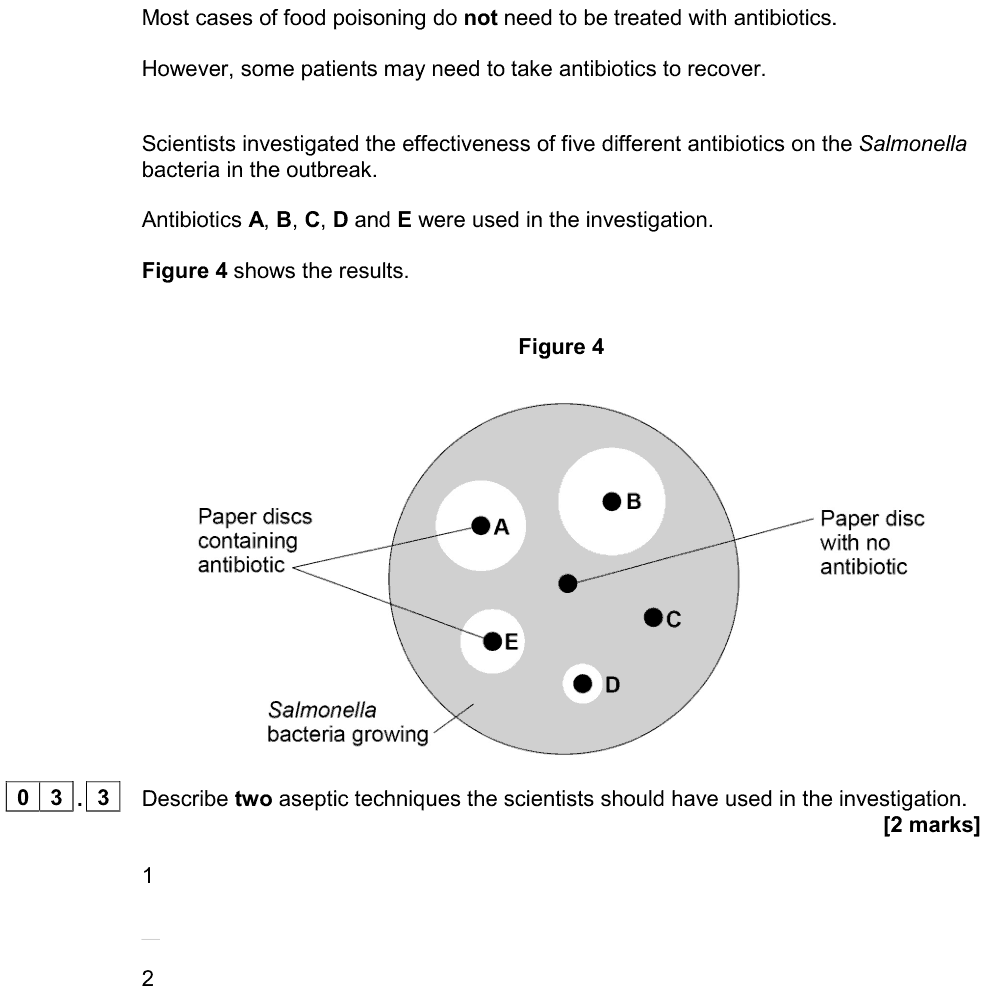 Most cases of food poisoning do not need to be treated with antibiotics.
However, some patients may need to take antibiotics to recover.
Scientists investigated the effectiveness of five different antibiotics on the Salmonella
bacteria in the outbreak.
Antibiotics A, B, C, D and E were used in the investigation.
Figure 4 shows the results.
Figure 4
Paper discs
containing
antibiotic
A
B
Paper disc
with no
antibiotic
C
E
D
Salmonella
bacteria growing
0 3 . 3 Describe two aseptic techniques the scientists should have used in the investigation.
[2 marks]
1
2